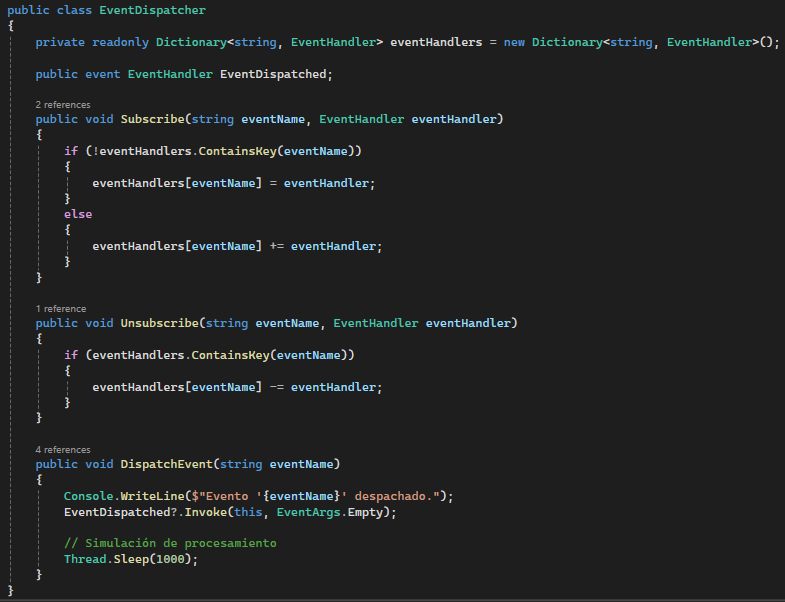 public class EventDispatcher
{
    private readonly Dictionary<string, EventHandler> eventHandlers = new Dictionary<string, EventHandler>();

    public event EventHandler EventDispatched;

    2 references
    public void Subscribe(string eventName, EventHandler eventHandler)
    {
        if (!eventHandlers.ContainsKey(eventName))
        {
            eventHandlers[eventName] = eventHandler;
        }
        else
        {
            eventHandlers[eventName] += eventHandler;
        }
    }

    1 reference
    public void Unsubscribe(string eventName, EventHandler eventHandler)
    {
        if (eventHandlers.ContainsKey(eventName))
        {
            eventHandlers[eventName] -= eventHandler;
        }
    }

    4 references
    public void DispatchEvent(string eventName)
    {
        Console.WriteLine($"Evento '{eventName}' despachado.");
        EventDispatched?.Invoke(this, EventArgs.Empty);

        // Simulación de procesamiento
        Thread.Sleep(1000);
    }
}